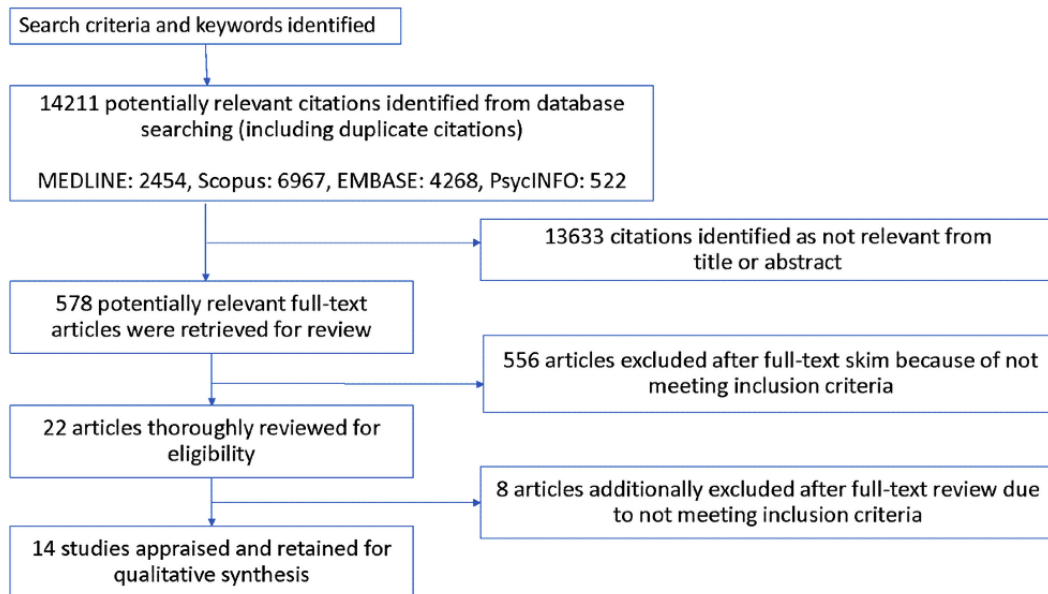 Search criteria and keywords identified
14211 potentially relevant citations identified from database
searching (including duplicate citations)
MEDLINE: 2454, Scopus: 6967, EMBASE: 4268, PsycINFO: 522
13633 citations identified as not relevant from
title or abstract
578 potentially relevant full-text
articles were retrieved for review
556 articles excluded after full-text skim because of not
meeting inclusion criteria
22 articles thoroughly reviewed for
eligibility
8 articles additionally excluded after full-text review due
to not meeting inclusion criteria
14 studies appraised and retained for
qualitative synthesis